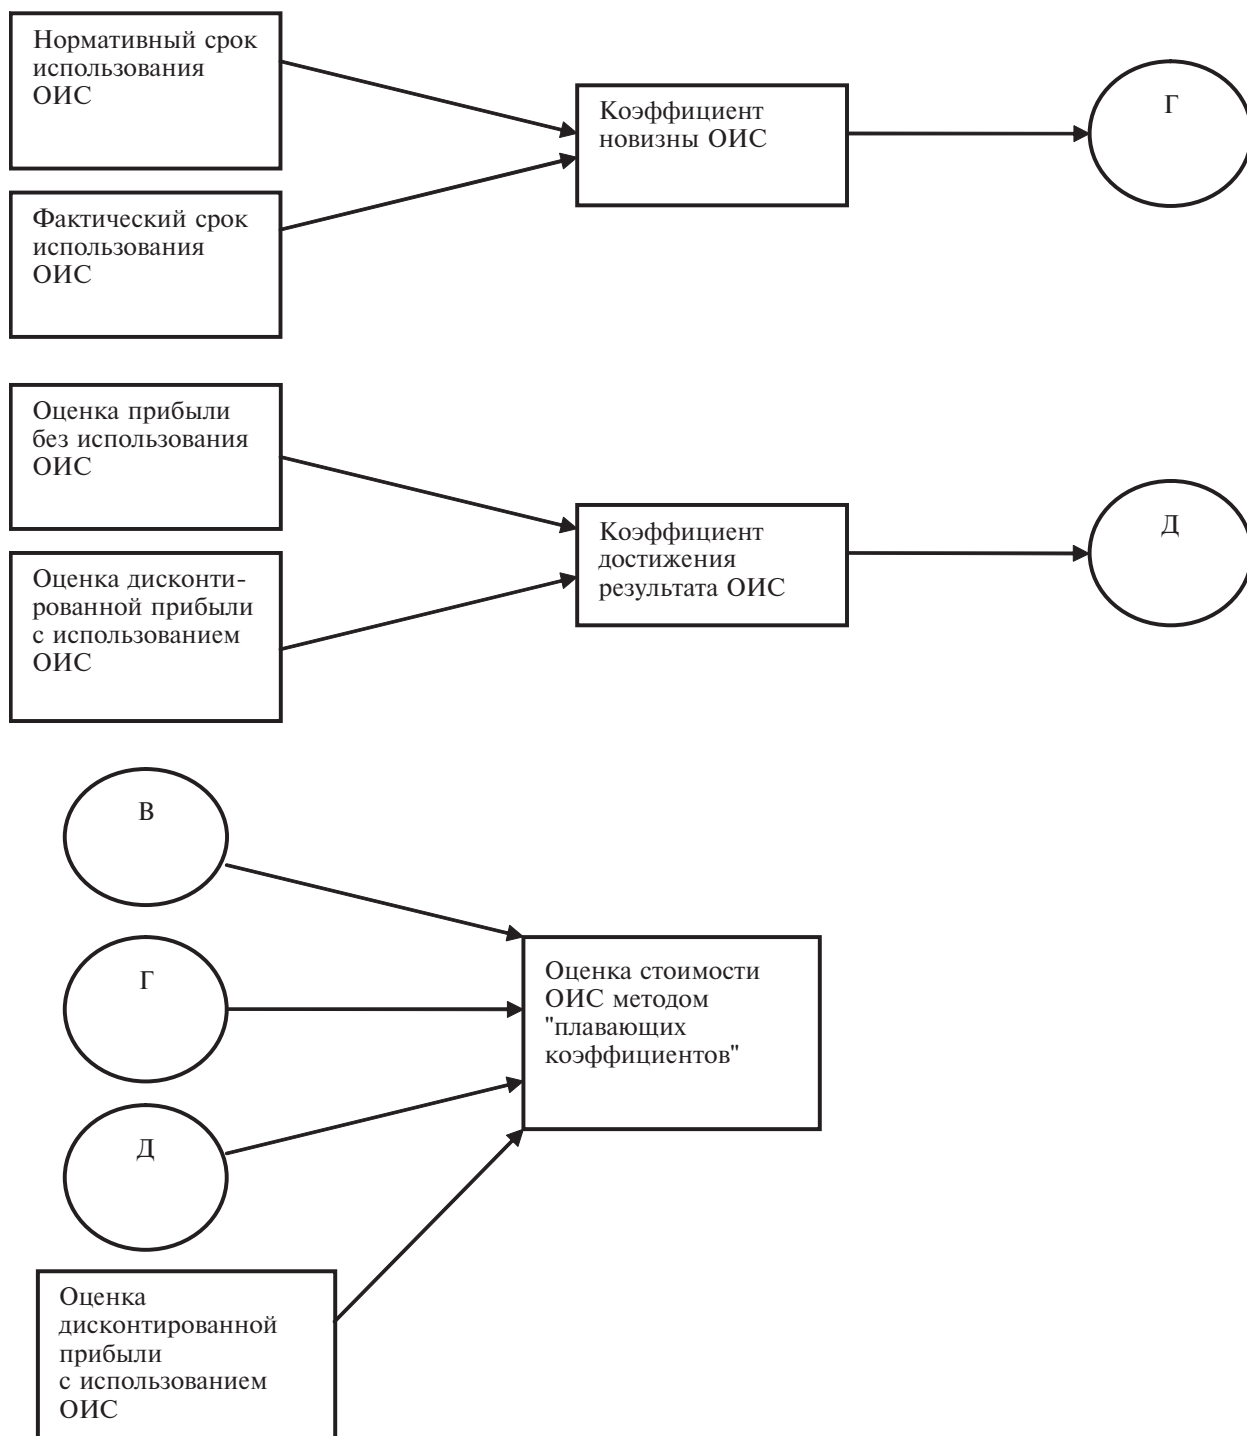 Нормативный срок
использования
ОИС
Коэффициент
новизны ОИС
Г
Фактический срок
использования
ОИС
Оценка прибыли
без использования
ОИС
Коэффициент
достижения
результата ОИС
Д
Оценка дисконти-
рованной прибыли
с использованием
ОИС
В
Г
Д
Оценка стоимости
ОИС методом
"плавающих
коэффициентов"
Оценка
дисконтированной
прибыли
с использованием
ОИС